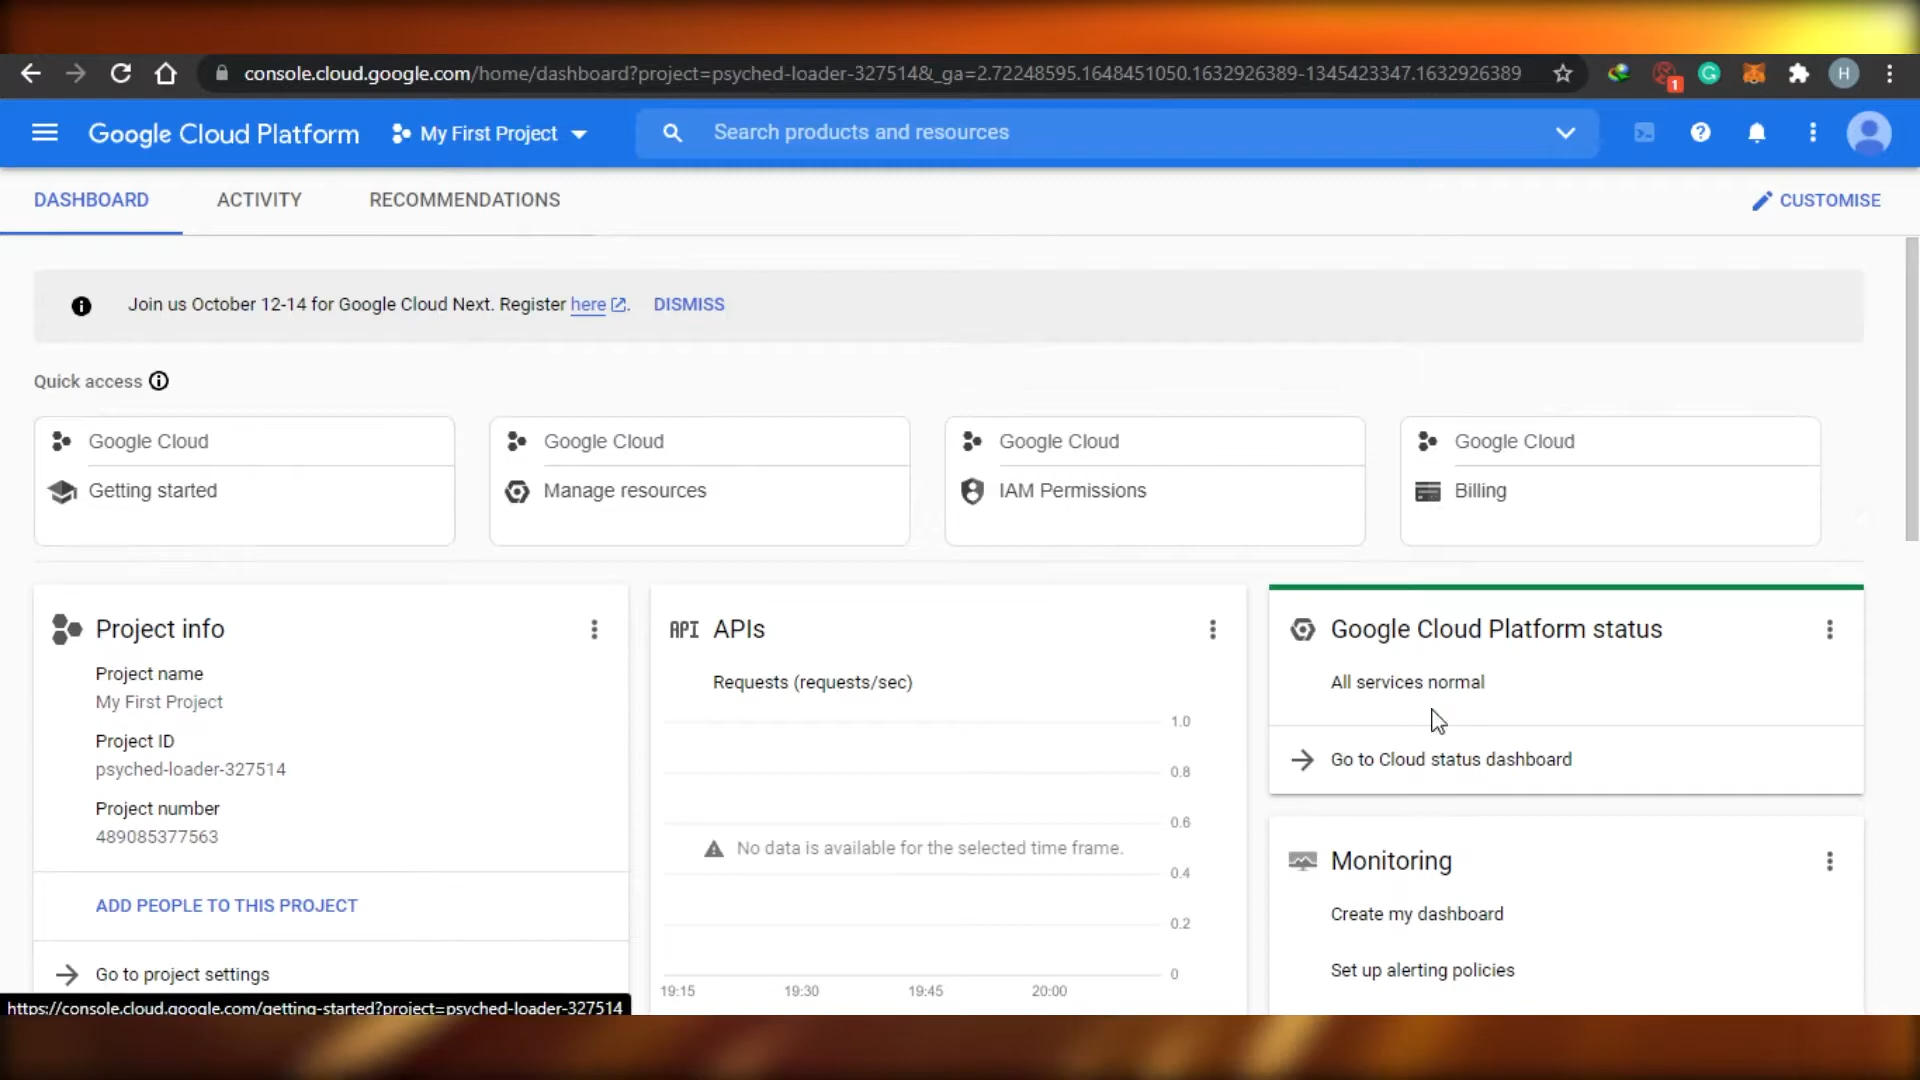 console.cloud.google.com/home/dashboard?project=psyched-loader-327514&_ga=2.72248595.1648451050.1632926389-1345423347.1632926389
1
G
H
Google Cloud Platform
My First Project
Search products and resources
DASHBOARD
ACTIVITY
RECOMMENDATIONS
CUSTOMISE
Join us October 12-14 for Google Cloud Next. Register here. DISMISS
Quick access
Google Cloud
Getting started
Google Cloud
Manage resources
Google Cloud
IAM Permissions
Google Cloud
Billing
Project info
Project name
My First Project
Project ID
psyched-loader-327514
Project number
489085377563
ADD PEOPLE TO THIS PROJECT
Go to project settings
API APIs
Requests (requests/sec)
1.0
0.8
0.6
No data is available for the selected time frame.
0.4
0.2
0
19:15 19:30 19:45 20:00
Google Cloud Platform status
All services normal
Go to Cloud status dashboard
Monitoring
Create my dashboard
Set up alerting policies
https://console.cloud.google.com/getting-started?project=psyched-loader-327514